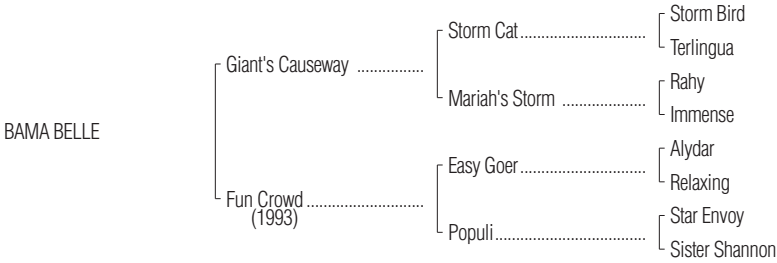 Storm Bird
Storm Cat..............................
Terlingua
Giant's Causeway ................
Rahy
Mariah's Storm ....................
Immense
BAMA BELLE
Alydar
Easy Goer..............................
Relaxing
Fun Crowd............................
(1993)
Star Envoy
Populi....................................
Sister Shannon